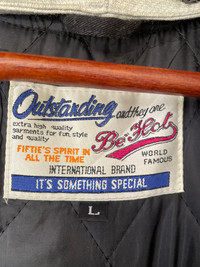 Outstanding and they are
extra high quality
garments for fun, style
and quality
Be Hot
WORLD
FAMOUS
FIFTIE'S SPIRIT IN
ALL THE TIME
INTERNATIONAL BRAND
IT'S SOMETHING SPECIAL
L